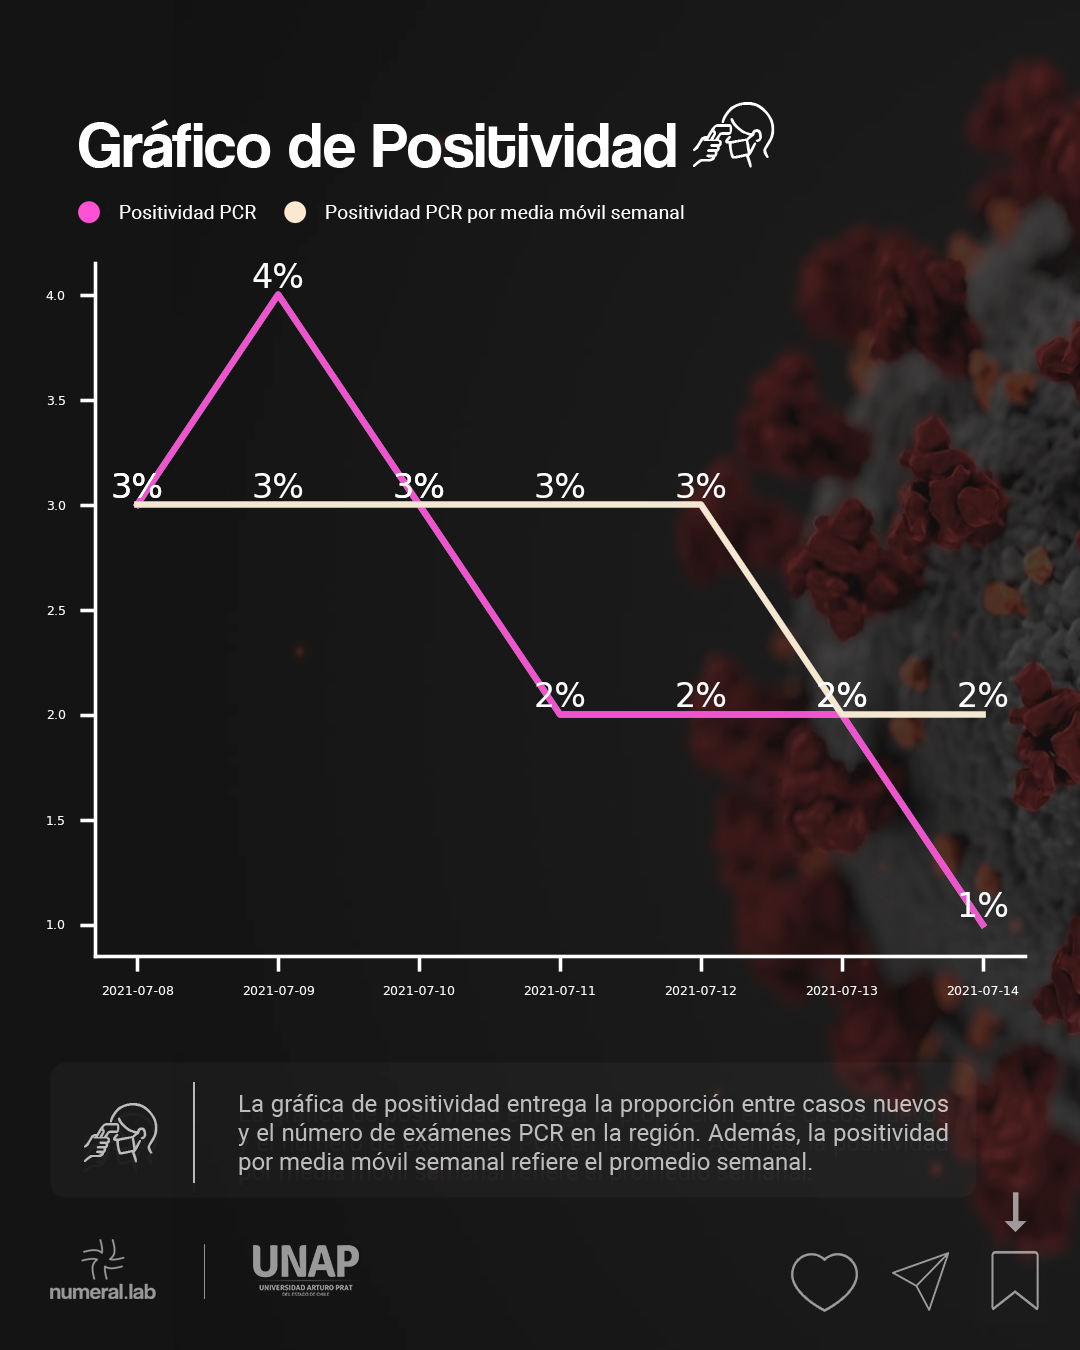 Gráfico de Positividad
Positividad PCR Positividad PCR por media móvil semanal
4%
4.0
3.5
3% 3% 3% 3% 3%
3.0
2.5
2% 2% 2% 2%
2.0
1.5
1%
1.0
2021-07-08 2021-07-09 2021-07-10 2021-07-11 2021-07-12 2021-07-13 2021-07-14
La gráfica de positividad entrega la proporción entre casos nuevos
y el número de exámenes PCR en la región. Además, la positividad
por media móvil semanal refiere el promedio semanal.
numeral.lab
UNAP
UNIVERSIDAD ARTURO PRAT
DEL ESTADO DE CHILE